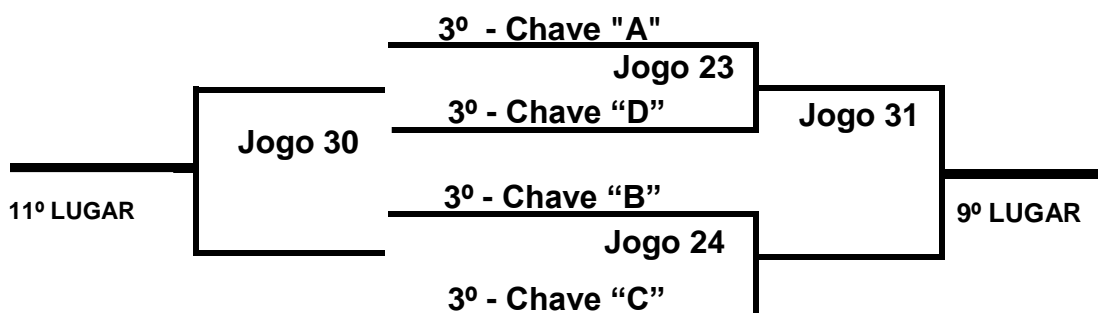 3º - Chave "A"
Jogo 23
3º - Chave “D”
Jogo 31
Jogo 30
3º - Chave “B”
11º LUGAR
9º LUGAR
Jogo 24
3º - Chave “C”